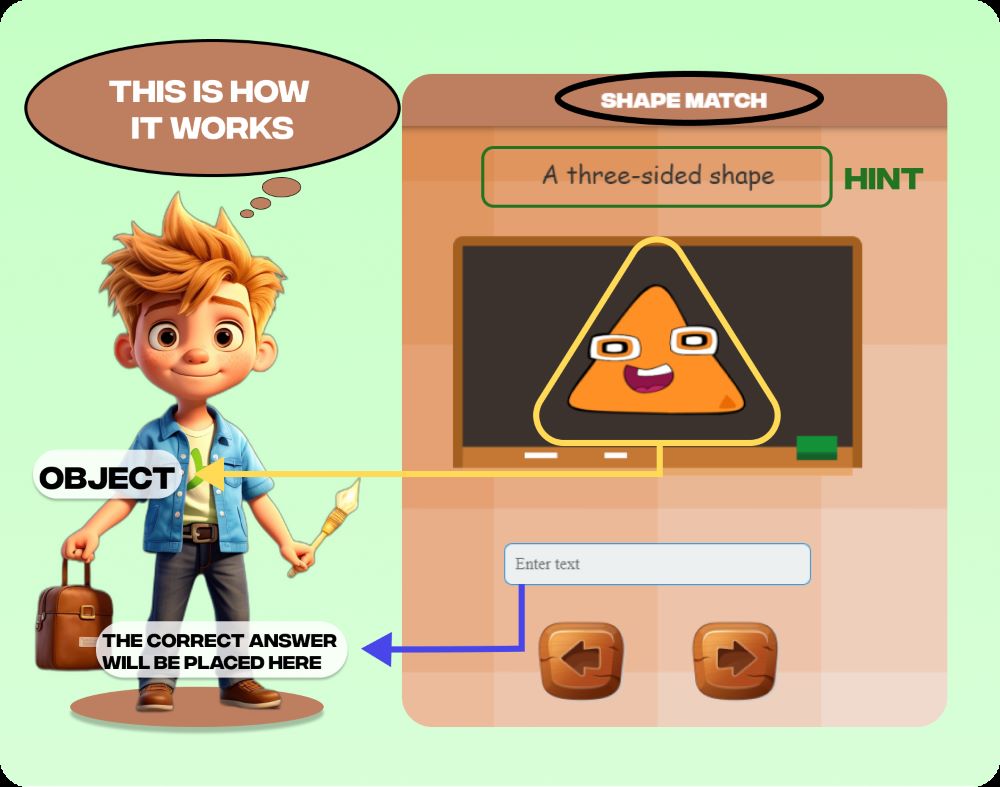 THIS IS HOW
IT WORKS
SHAPE MATCH
A three-sided shape
HINT
OBJECT
Enter text
THE CORRECT ANSWER
WILL BE PLACED HERE